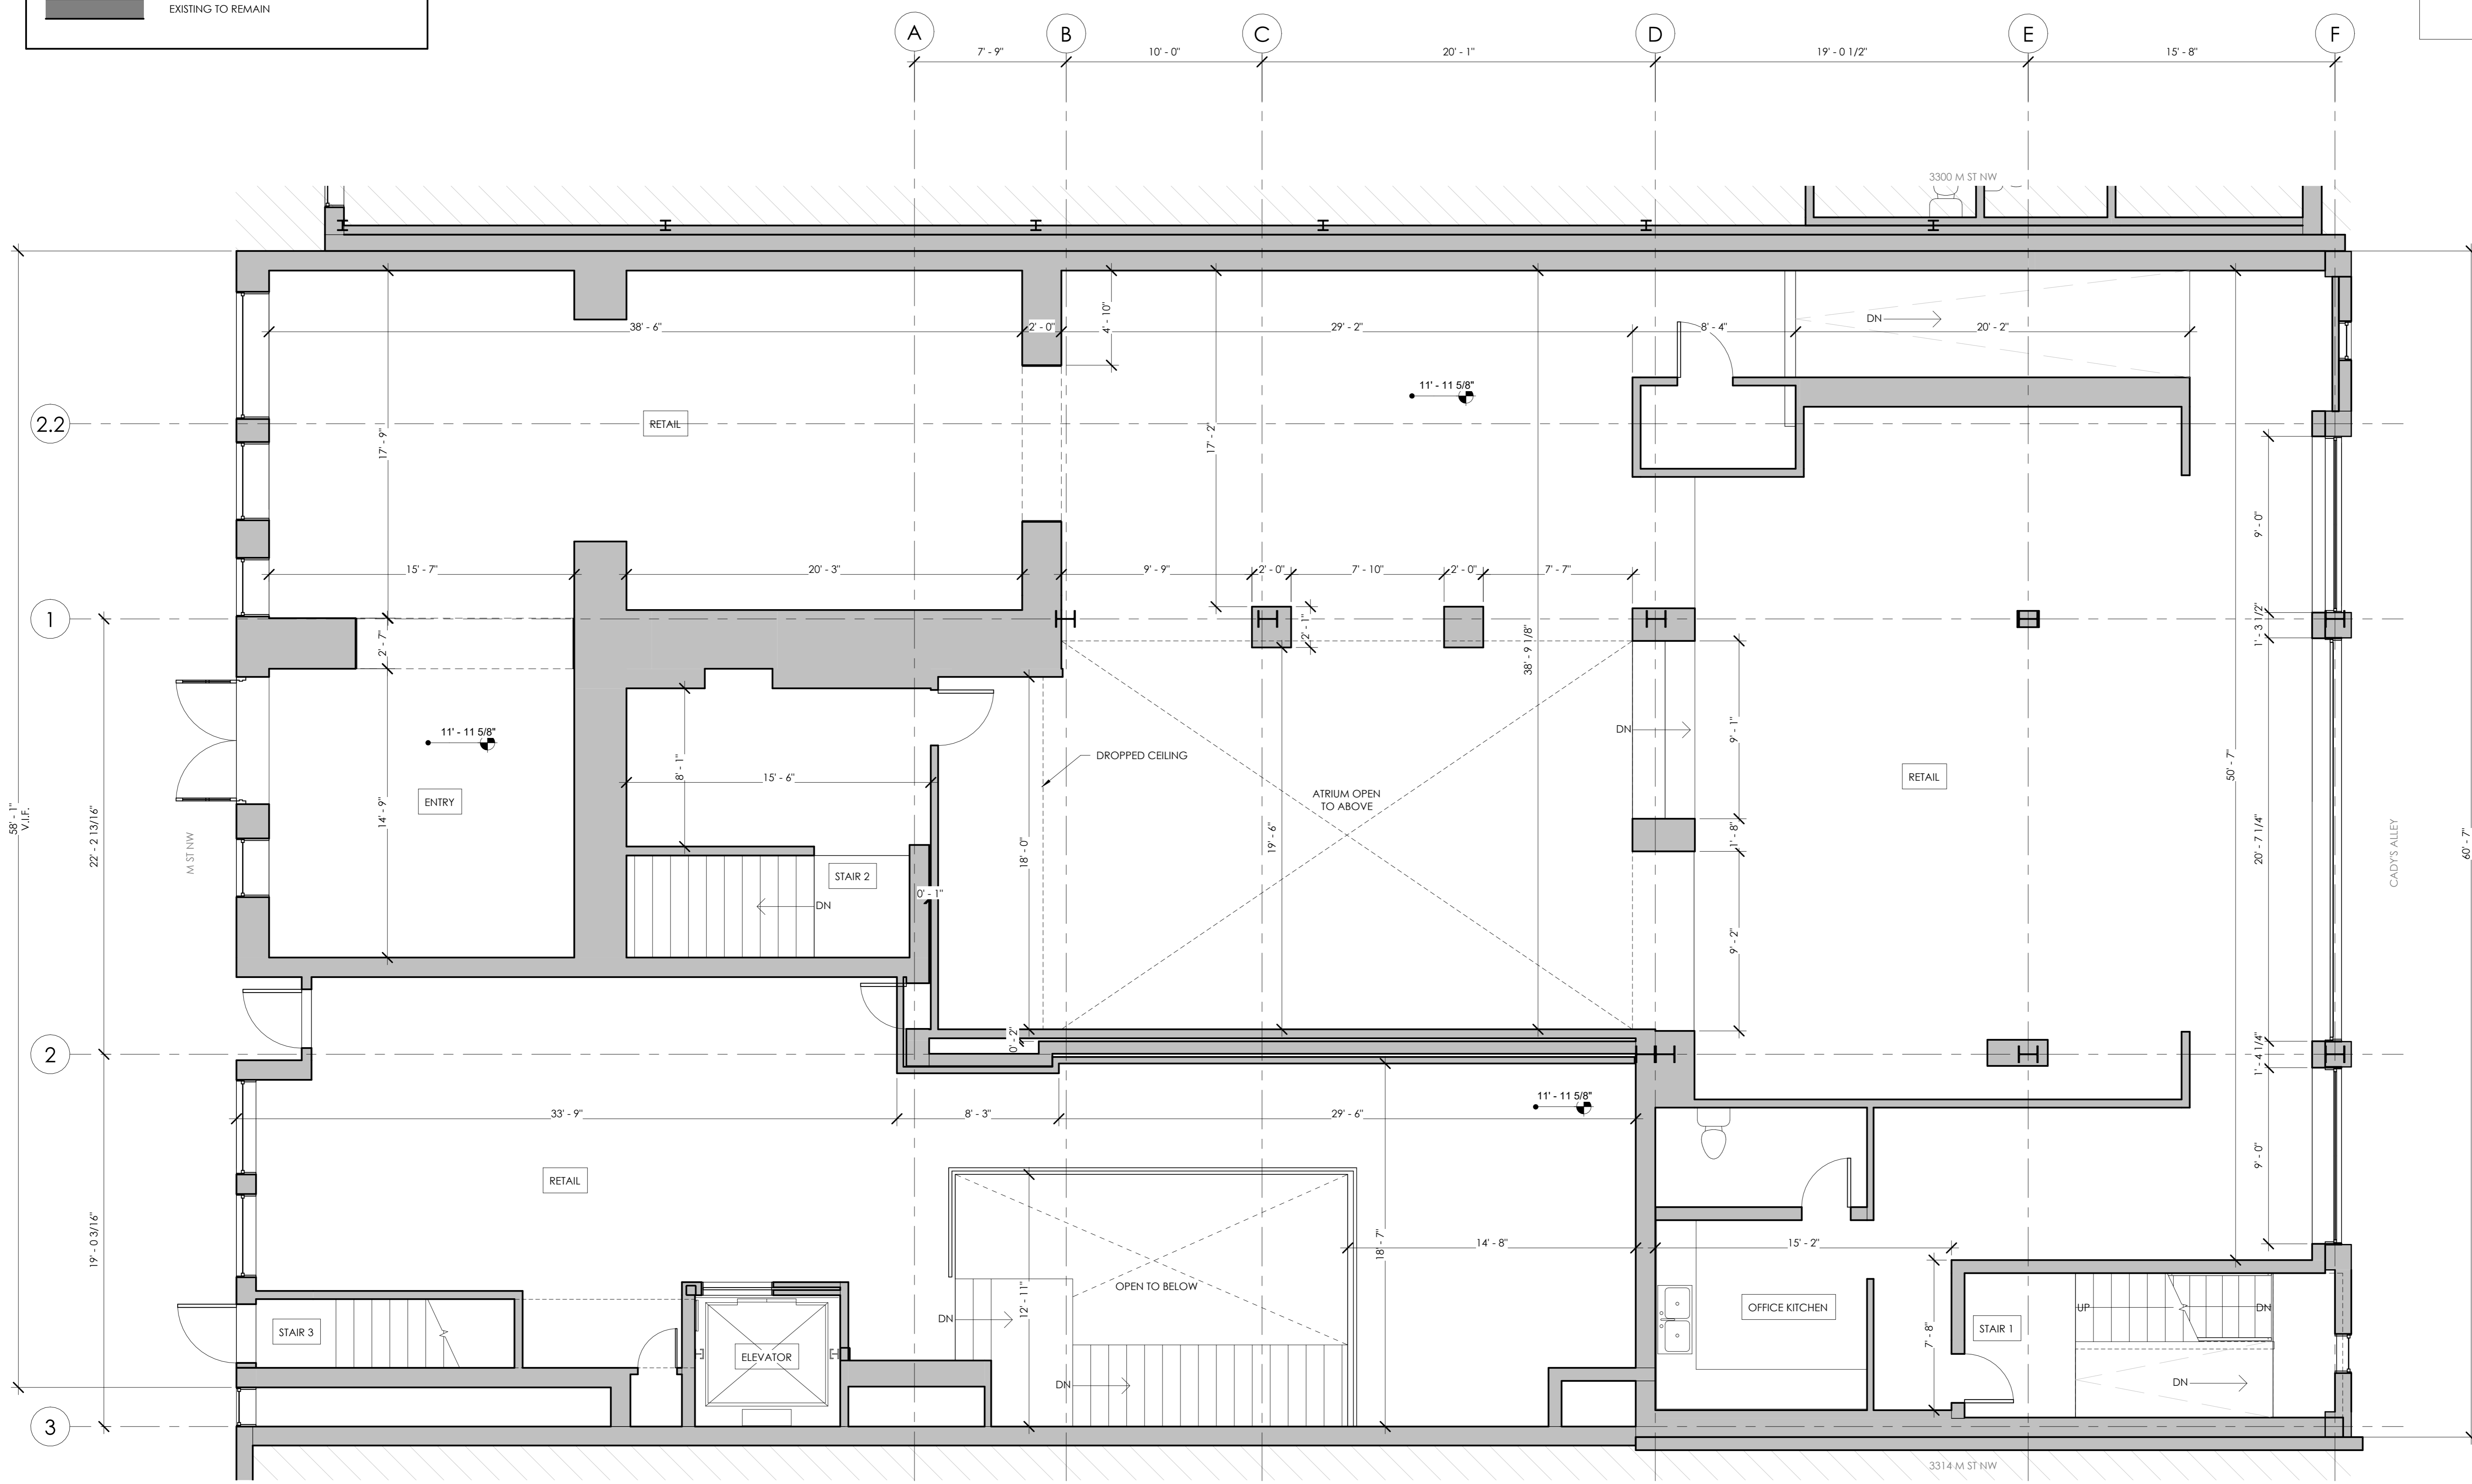 EXISTING TO REMAIN
A
B
C
D
E
F
7' - 9"
10' - 0"
20' - 1"
19' - 0 1/2"
15' - 8"
3300 M ST NW
38' - 6"
2' - 0"
4' - 10"
29' - 2"
8' - 4"
DN
20' - 2"
11' - 11 5/8"
2.2
RETAIL
17' - 9"
17' - 2"
9' - 0"
15' - 7"
20' - 3"
9' - 9"
2' - 0"
7' - 10"
2' - 0"
7' - 7"
1
2' - 7"
2' - 1"
38' - 9 1/8"
1' - 3 1/2"
11' - 11 5/8"
8' - 1"
15' - 6"
DROPPED CEILING
DN
9' - 1"
RETAIL
50' - 7"
ENTRY
14' - 9"
ATRIUM OPEN
TO ABOVE
58' - 1"
V.I.F.
22' - 2 13/16"
M ST NW
18' - 0"
19' - 6"
1' - 8"
20' - 7 1/4"
CADY'S ALLEY
60' - 7"
STAIR 2
0' - 1"
DN
9' - 2"
2
0' - 2"
1' - 4 1/4"
33' - 9"
8' - 3"
29' - 6"
11' - 11 5/8"
RETAIL
9' - 0"
19' - 0 3/16"
18' - 7"
14' - 8"
15' - 2"
OPEN TO BELOW
12' - 11"
DN
OFFICE KITCHEN
UP
DN
STAIR 3
STAIR 1
7' - 8"
ELEVATOR
DN
DN
3
3314 M ST NW